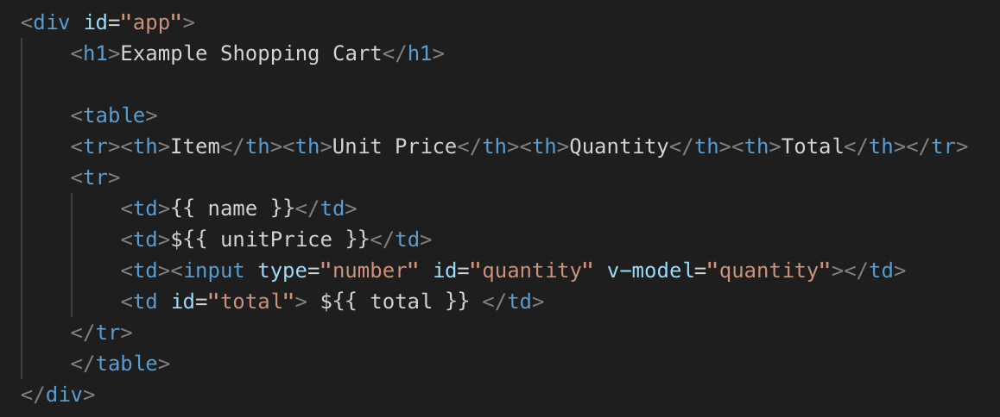 <div id="app">
    <h1>Example Shopping Cart</h1>

    <table>
    <tr><th>Item</th><th>Unit Price</th><th>Quantity</th><th>Total</th></tr>
    <tr>
        <td>{{ name }}</td>
        <td>${{ unitPrice }}</td>
        <td><input type="number" id="quantity" v-model="quantity"></td>
        <td id="total"> ${{ total }} </td>
    </tr>
    </table>
</div>